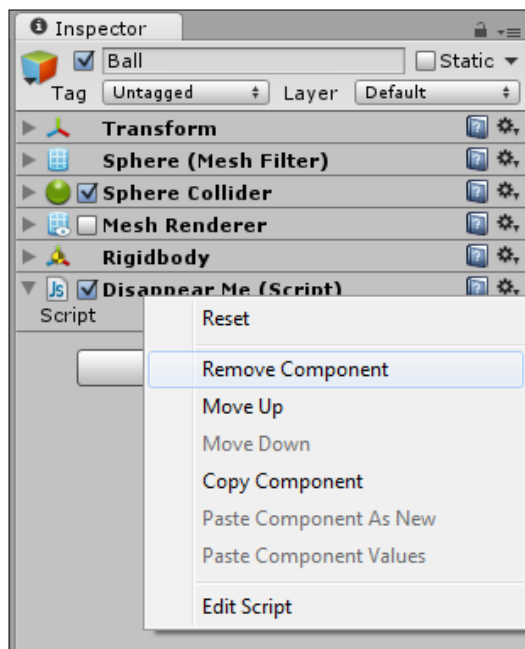 Inspector
Ball Static
Tag Untagged Layer Default
Transform
Sphere (Mesh Filter)
Sphere Collider
Mesh Renderer
Rigidbody
Js Disappear Me (Script)
Script
Reset
Remove Component
Move Up
Move Down
Copy Component
Paste Component As New
Paste Component Values
Edit Script